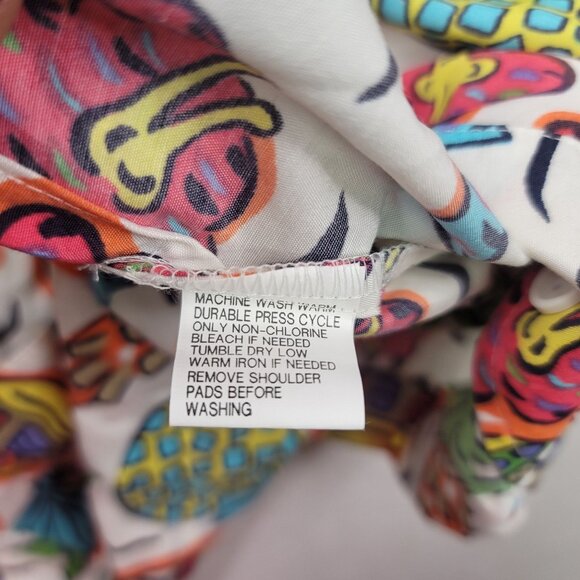 MACHINE WASH WARM.
DURABLE PRESS CYCLE
ONLY NON-CHLORINE
BLEACH IF NEEDED
TUMBLE DRY LOW
WARM IRON IF NEEDED
REMOVE SHOULDER
PADS BEFORE
WASHING